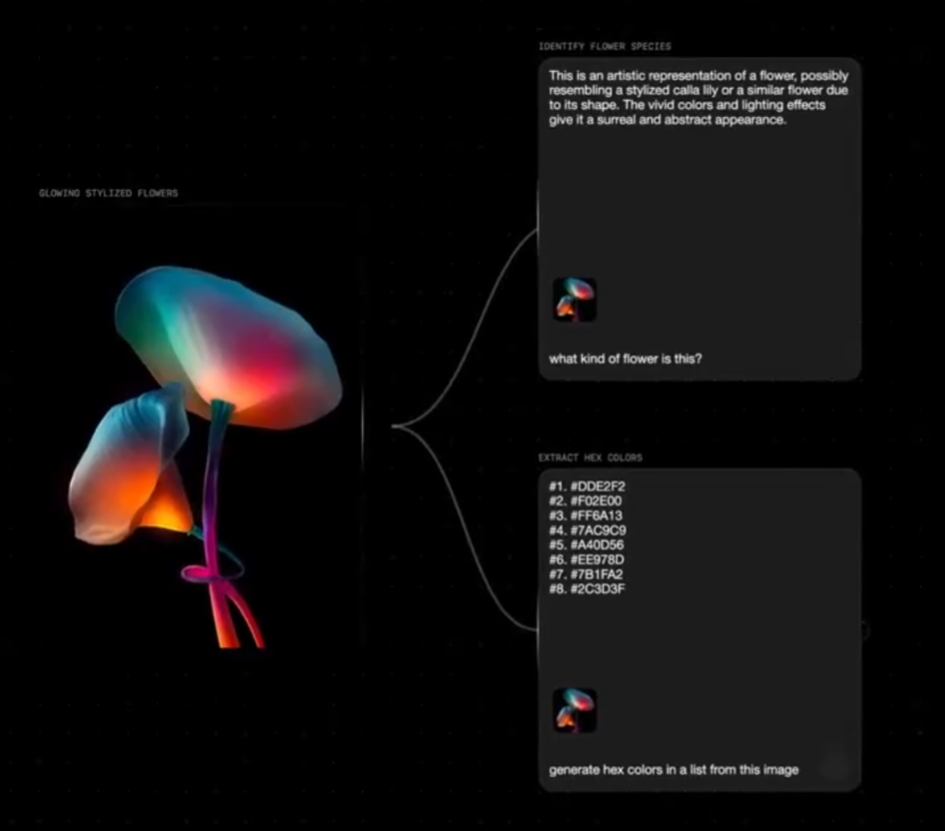 GLOWING STYLIZED FLOWERS
IDENTIFY FLOWER SPECIES
This is an artistic representation of a flower, possibly
resembling a stylized calla lily or a similar flower due
to its shape. The vivid colors and lighting effects
give it a surreal and abstract appearance.
what kind of flower is this?
EXTRACT HEX COLORS
#1. #DDE2F2
#2. #F02E00
#3. #FF6A13
#4. #7AC9C9
#5. #A40D56
#6. #EE978D
#7. #7B1FA2
#8. #2C3D3F
generate hex colors in a list from this image